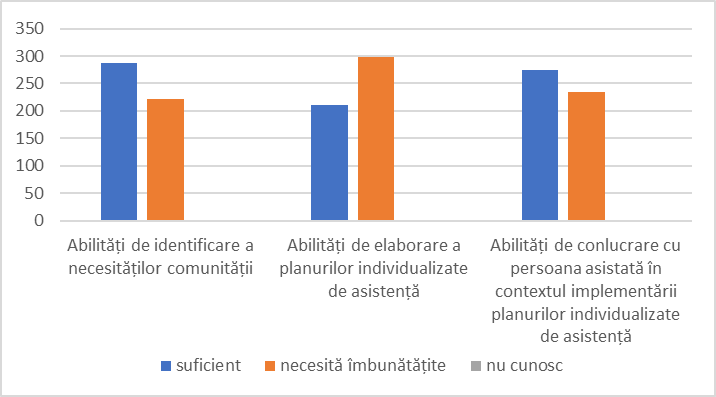 350
300
250
200
150
100
50
0
Abilități de identificare a
necesităților comunității
Abilități de elaborare a
planurilor individualizate
de asistență
Abilități de conlucrare cu
persoana asistată în
contextul implementării
planurilor individualizate
de asistență
suficient necesită îmbunătățite nu cunosc